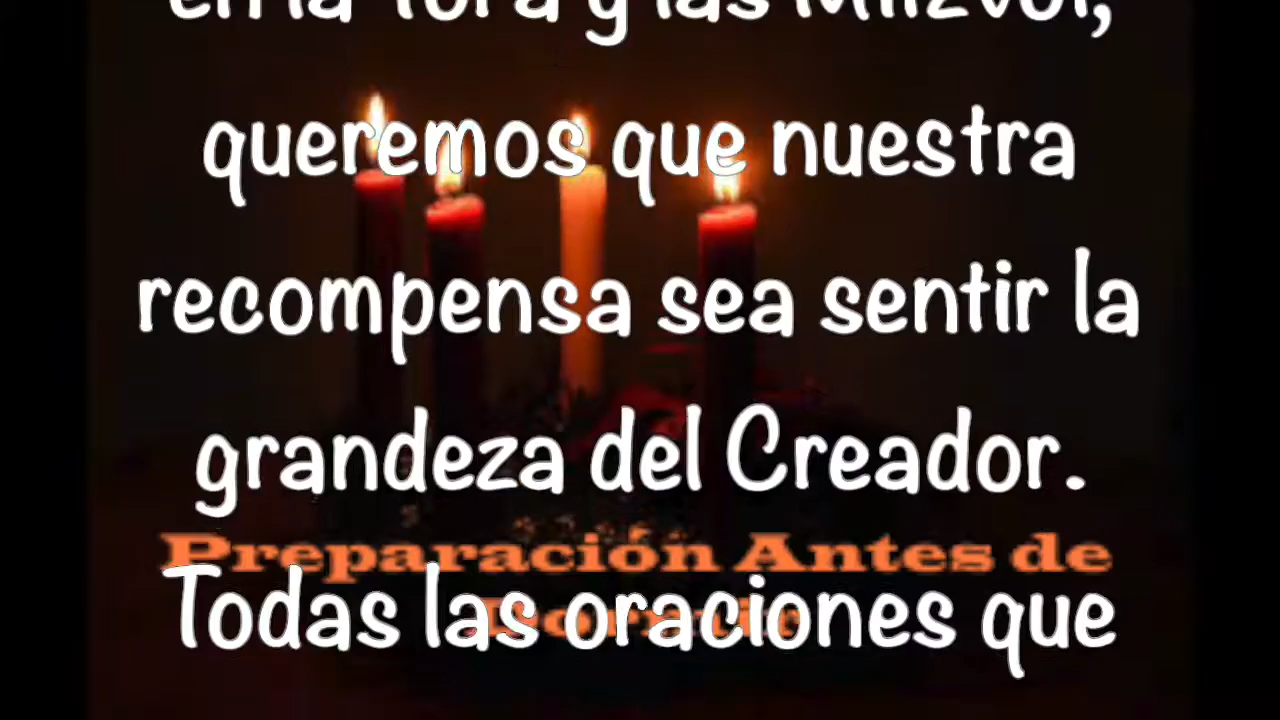 en la Torá y las Mitzvot,
queremos que nuestra
recompensa sea sentir la
grandeza del Creador.
Preparación Antes de
Dormir
Todas las oraciones que